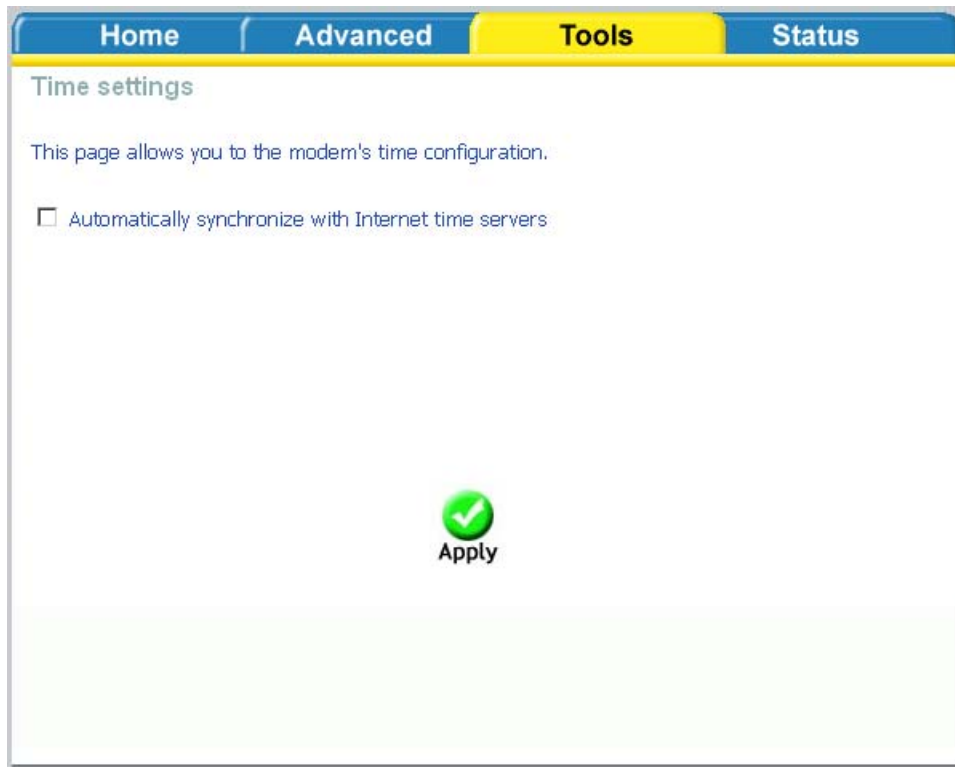 Home Advanced Tools Status
Time settings
This page allows you to the modem's time configuration.
Automatically synchronize with Internet time servers
Apply